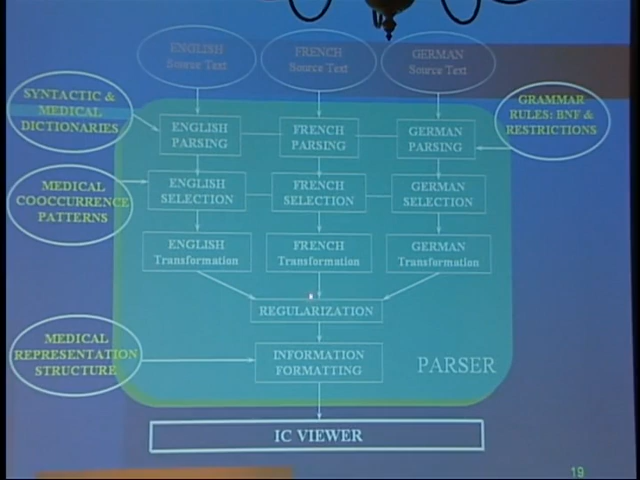 ENGLISH
Source Text
FRENCH
Source Text
GERMAN
Source Text
SYNTACTIC &
MEDICAL
DICTIONARIES
GRAMMAR
RULES: BNF &
RESTRICTIONS
ENGLISH
PARSING
FRENCH
PARSING
GERMAN
PARSING
MEDICAL
COOCCURRENCE
PATTERNS
ENGLISH
SELECTION
FRENCH
SELECTION
GERMAN
SELECTION
ENGLISH
Transformation
FRENCH
Transformation
GERMAN
Transformation
REGULARIZATION
MEDICAL
REPRESENTATION
STRUCTURE
INFORMATION
FORMATTING
PARSER
IC VIEWER
19